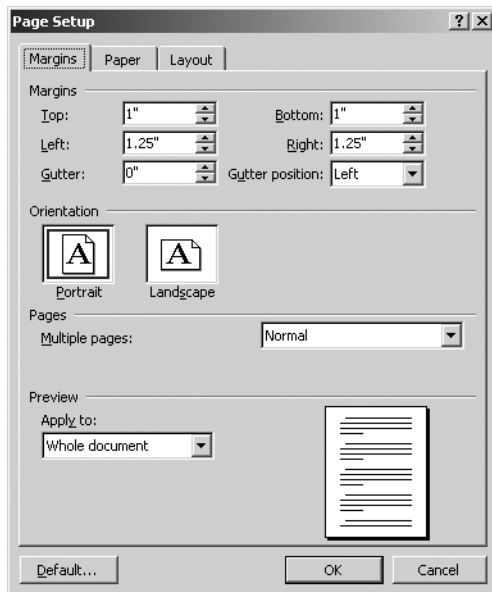 Page Setup
Margins Paper Layout
Margins
Top: 1" Bottom: 1"
Left: 1.25" Right: 1.25"
Gutter: 0" Gutter position: Left
Orientation
A A
Portrait Landscape
Pages
Multiple pages: Normal
Preview
Apply to:
Whole document
Default... OK Cancel